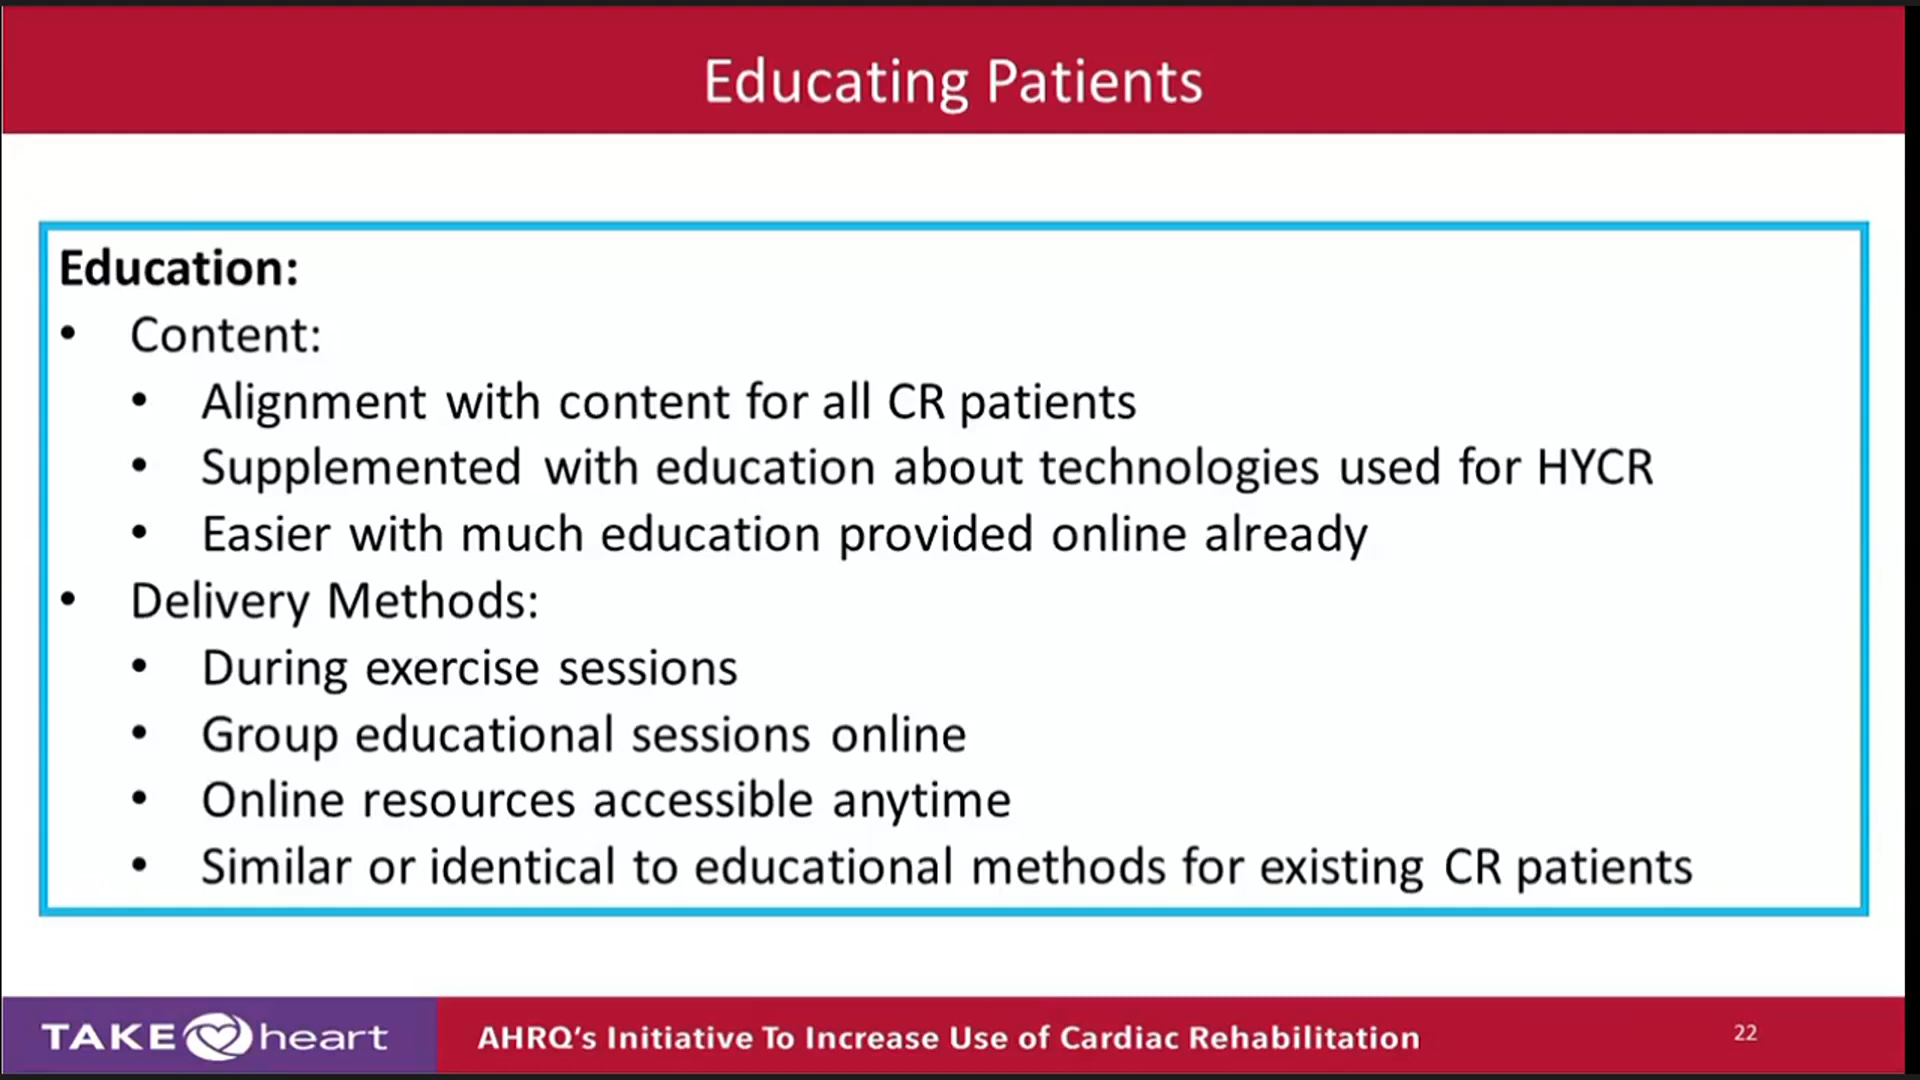 Educating Patients
Education:
• Content:
• Alignment with content for all CR patients
• Supplemented with education about technologies used for HYCR
• Easier with much education provided online already
• Delivery Methods:
• During exercise sessions
• Group educational sessions online
• Online resources accessible anytime
• Similar or identical to educational methods for existing CR patients
TAKE heart
AHRQ's Initiative To Increase Use of Cardiac Rehabilitation
22